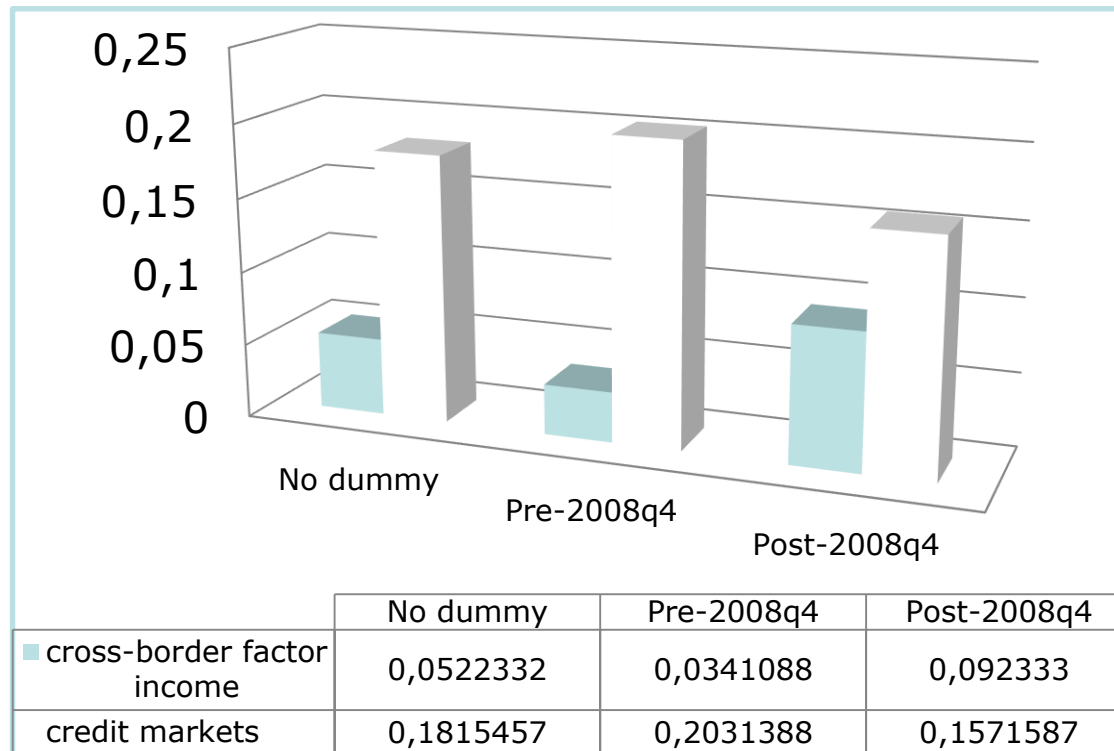 0,25
0,2
0,15
0,1
0,05
0
No dummy
Pre-2008q4
Post-2008q4
No dummy Pre-2008q4 Post-2008q4
cross-border factor
income 0,0522332 0,0341088 0,092333
credit markets 0,1815457 0,2031388 0,1571587